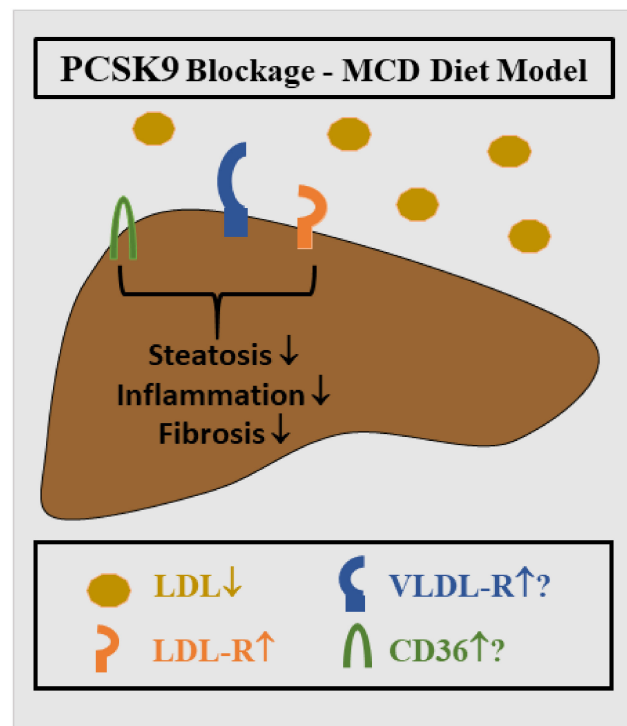 PCSK9 Blockage - MCD Diet Model
Steatosis ↓
Inflammation ↓
Fibrosis ↓
LDL↓ VLDL-R↑?
LDL-R↑ CD36↑?